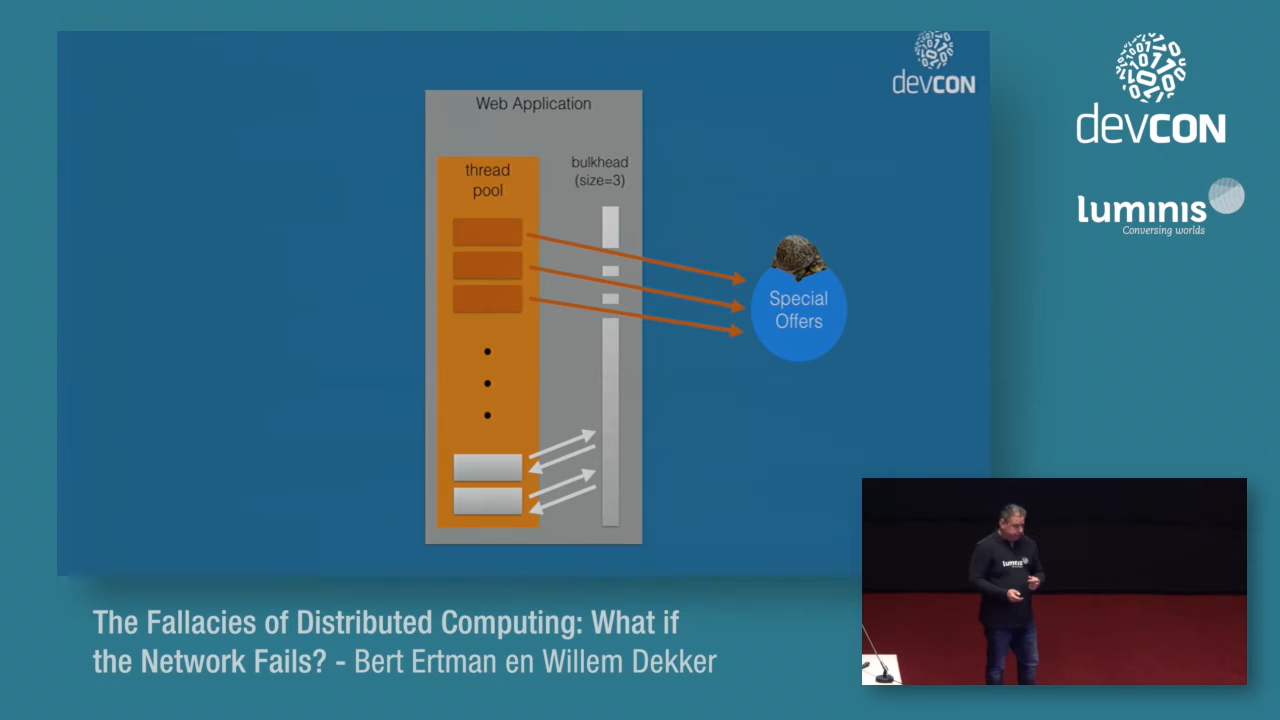 devcon
Web Application
thread
pool
bulkhead
(size=3)
Special
Offers
devcon
luminis
Conversing worlds
luminis
The Fallacies of Distributed Computing: What if
the Network Fails? - Bert Ertman en Willem Dekker